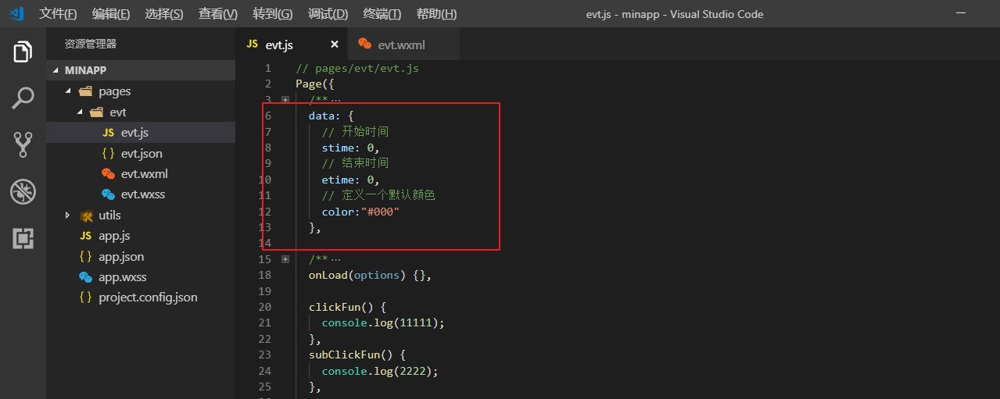 文件(F) 编辑(E) 选择(S) 查看(V) 转到(G) 调试(D) 终端(T) 帮助(H) evt.js - minapp - Visual Studio Code
资源管理器
MINAPP
pages
evt
JS evt.js
{ } evt.json
evt.wxml
evt.wxss
utils
JS app.js
{ } app.json
app.wxss
{ } project.config.json
JS evt.js × evt.wxml
1 // pages/evt/evt.js
2 Page({
3 /** ···
6 data: {
7 // 开始时间
8 stime: 0,
9 // 结束时间
10 etime: 0,
11 // 定义一个默认颜色
12 color:"#000"
13 },
14
15 /** ···
18 onLoad(options) {},
19
20 clickFun() {
21 console.log(11111);
22 },
23 subClickFun() {
24 console.log(2222);
25 },